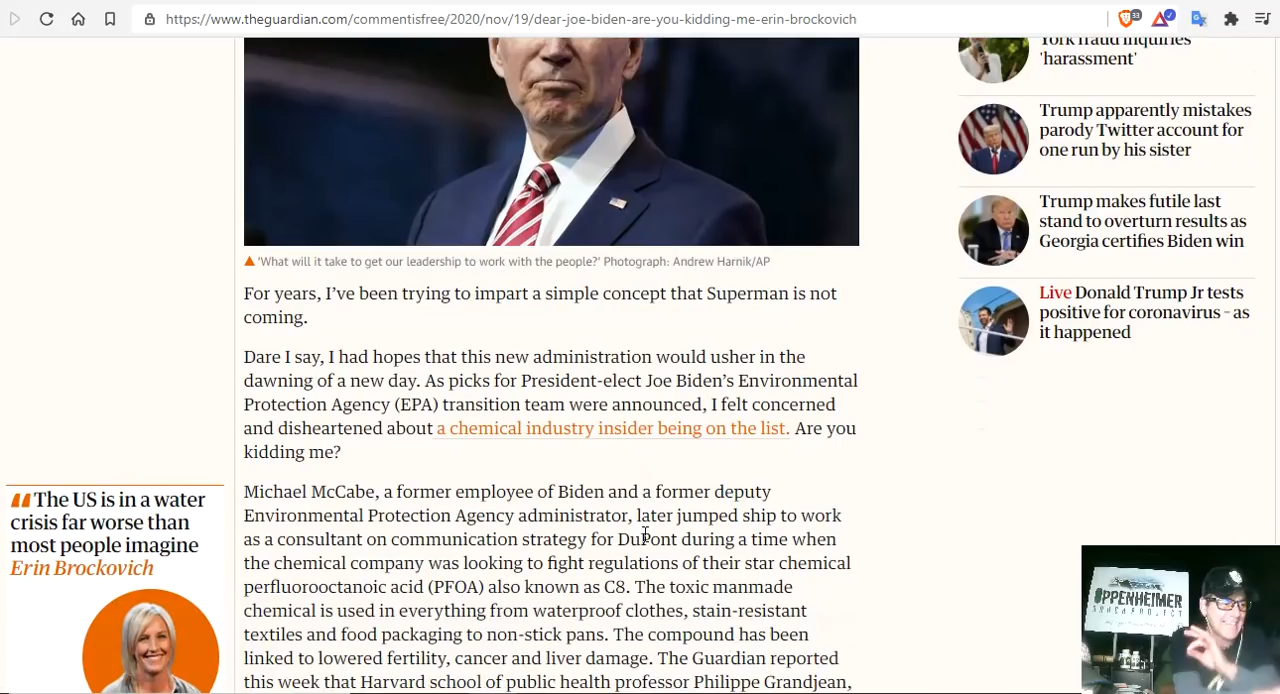 https://www.theguardian.com/commentisfree/2020/nov/19/dear-joe-biden-are-you-kidding-me-erin-brockovich
33
York fraud inquiries
'harassment'
Trump apparently mistakes
parody Twitter account for
one run by his sister
Trump makes futile last
stand to overturn results as
Georgia certifies Biden win
Live Donald Trump Jr tests
positive for coronavirus – as
it happened
'What will it take to get our leadership to work with the people?' Photograph: Andrew Harnik/AP
For years, I've been trying to impart a simple concept that Superman is not
coming.
Dare I say, I had hopes that this new administration would usher in the
dawning of a new day. As picks for President-elect Joe Biden's Environmental
Protection Agency (EPA) transition team were announced, I felt concerned
and disheartened about a chemical industry insider being on the list. Are you
kidding me?
Michael McCabe, a former employee of Biden and a former deputy
Environmental Protection Agency administrator, later jumped ship to work
as a consultant on communication strategy for DuPont during a time when
the chemical company was looking to fight regulations of their star chemical
perfluorooctanoic acid (PFOA) also known as C8. The toxic manmade
chemical is used in everything from waterproof clothes, stain-resistant
textiles and food packaging to non-stick pans. The compound has been
linked to lowered fertility, cancer and liver damage. The Guardian reported
this week that Harvard school of public health professor Philippe Grandjean,
The US is in a water
crisis far worse than
most people imagine
Erin Brockovich
OPPENHEIMER
RANCH PROJECT